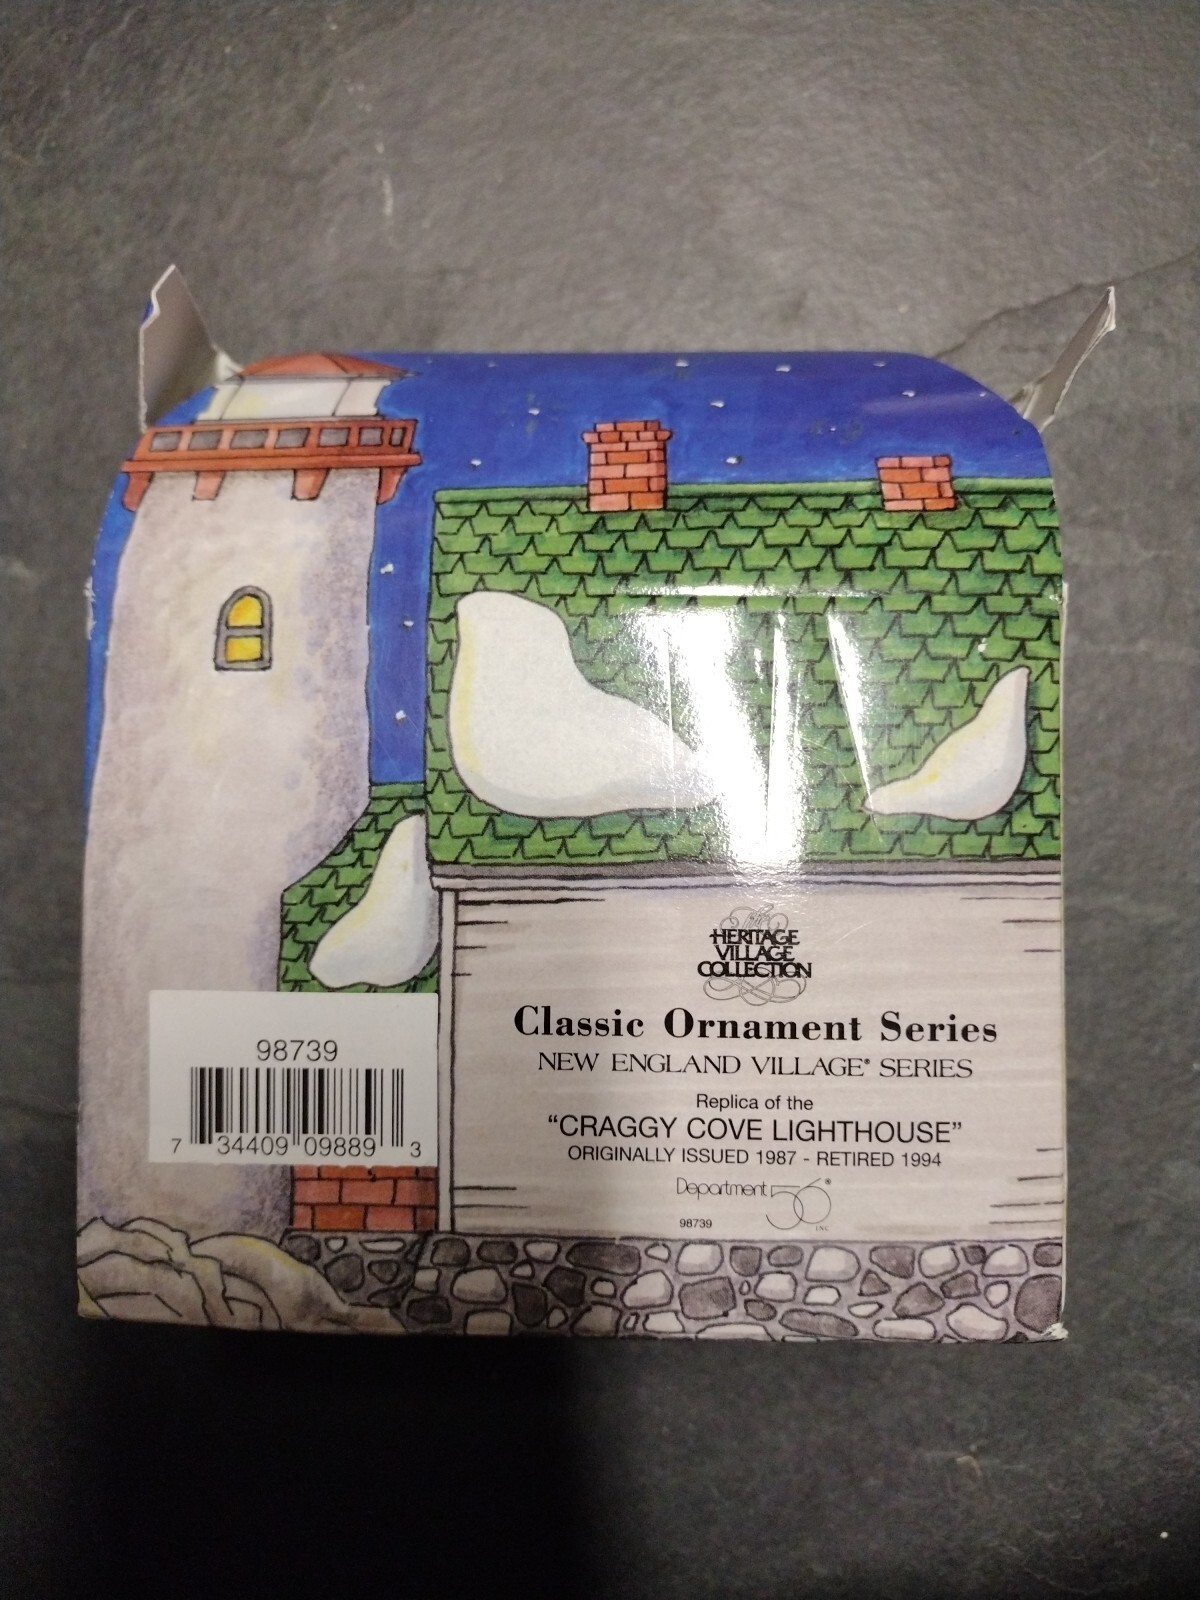 HERITAGE
VILLAGE
COLLECTION
Classic Ornament Series
NEW ENGLAND VILLAGE® SERIES
Replica of the
“CRAGGY COVE LIGHTHOUSE”
ORIGINALLY ISSUED 1987 - RETIRED 1994
Department 56®
INC
98739
98739
7 34409 09889 3